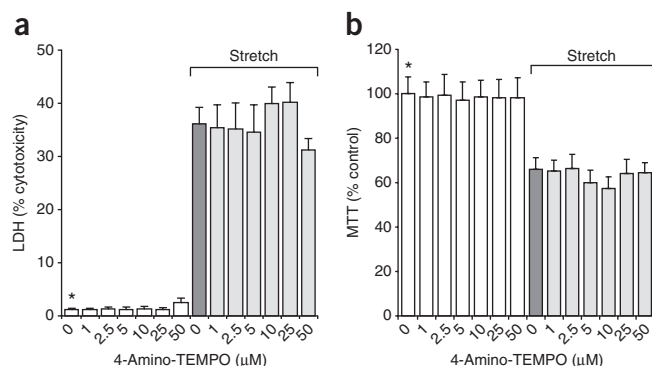 a
Stretch
60
50
40
30
20
10
0
LDH (% cytotoxicity)
*
0 1 2.5 5 10 25 50 0 1 2.5 5 10 25 50
4-Amino-TEMPO (μM)
b
Stretch
120
100
80
60
40
20
0
MTT (% control)
*
0 1 2.5 5 10 25 50 0 1 2.5 5 10 25 50
4-Amino-TEMPO (μM)